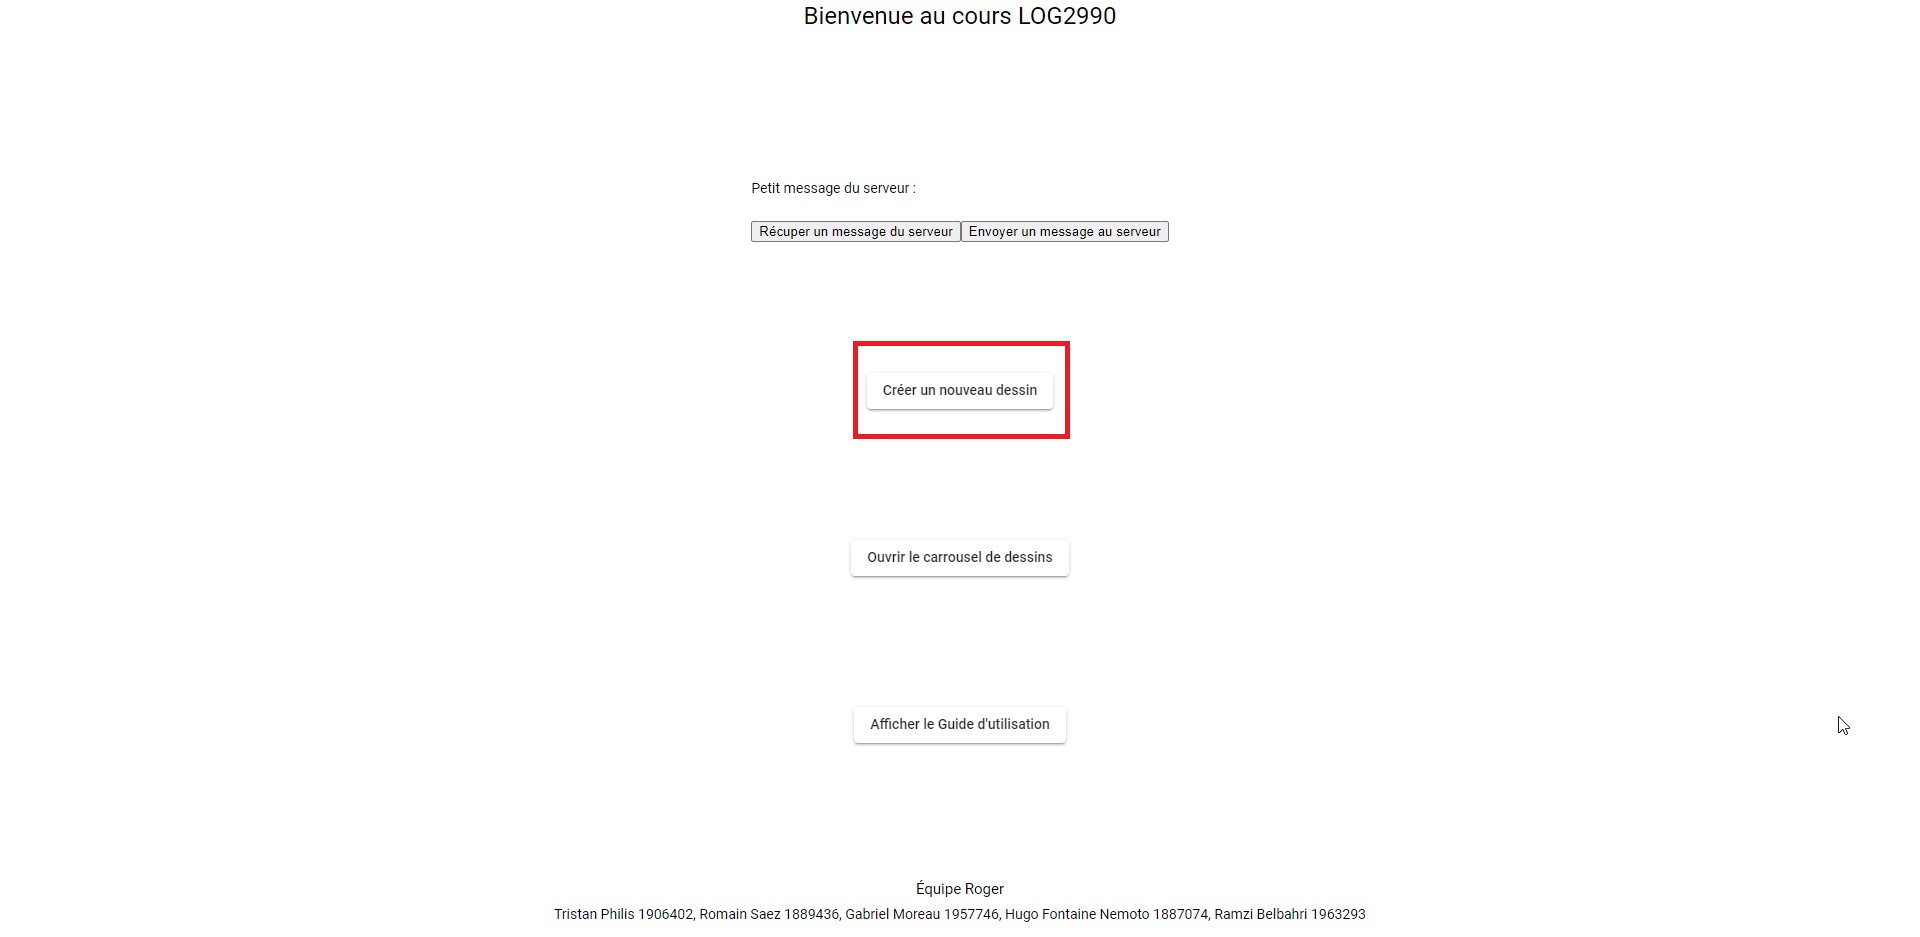 Bienvenue au cours LOG2990
Petit message du serveur :
Récuper un message du serveur Envoyer un message au serveur
Créer un nouveau dessin
Ouvrir le carrousel de dessins
Afficher le Guide d'utilisation
Équipe Roger
Tristan Philis 1906402, Romain Saez 1889436, Gabriel Moreau 1957746, Hugo Fontaine Nemoto 1887074, Ramzi Belbahri 1963293